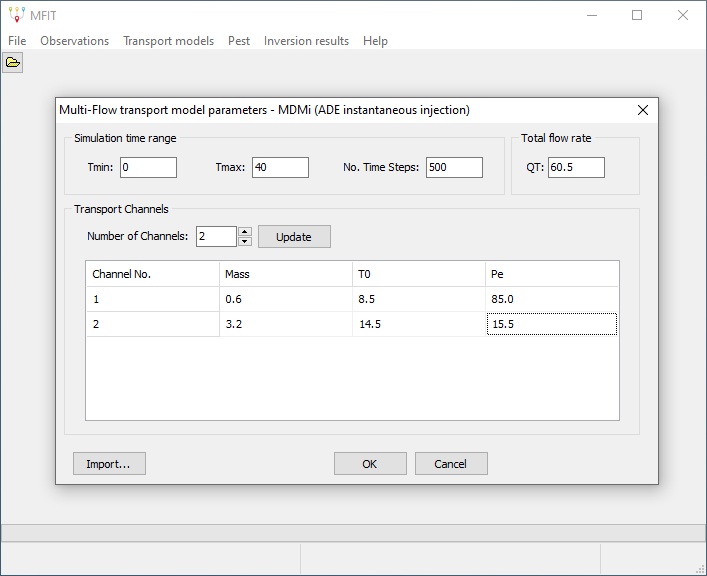 MFIT
File Observations Transport models Pest Inversion results Help
Multi-Flow transport model parameters - MDMi (ADE instantaneous injection)
Simulation time range
Tmin: 0 Tmax: 40 No. Time Steps: 500
Total flow rate
QT: 60.5
Transport Channels
Number of Channels: 2 Update
Channel No. Mass T0 Pe
1 0.6 8.5 85.0
2 3.2 14.5 15.5
Import... OK Cancel